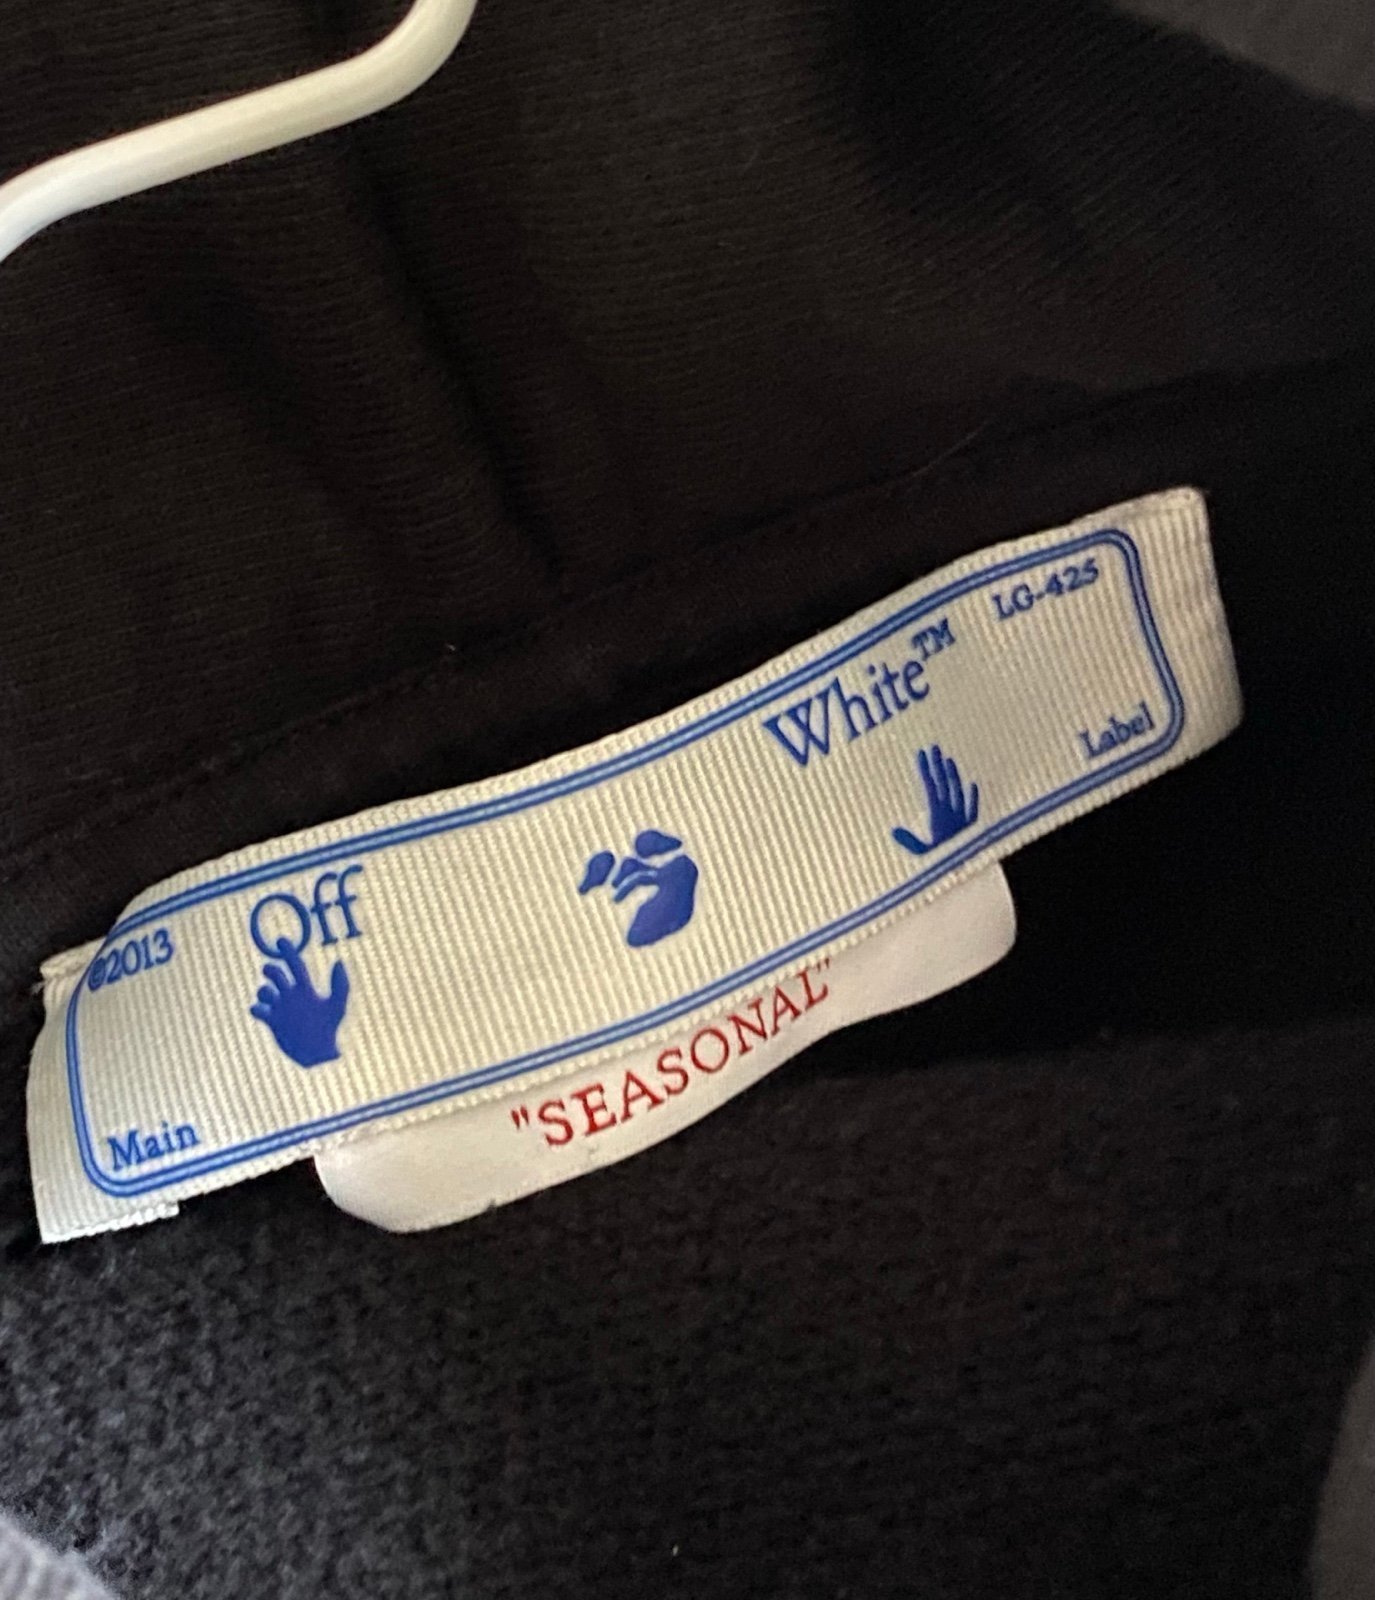 ©2013 Off White™ LG-425
Main Label
"SEASONAL"